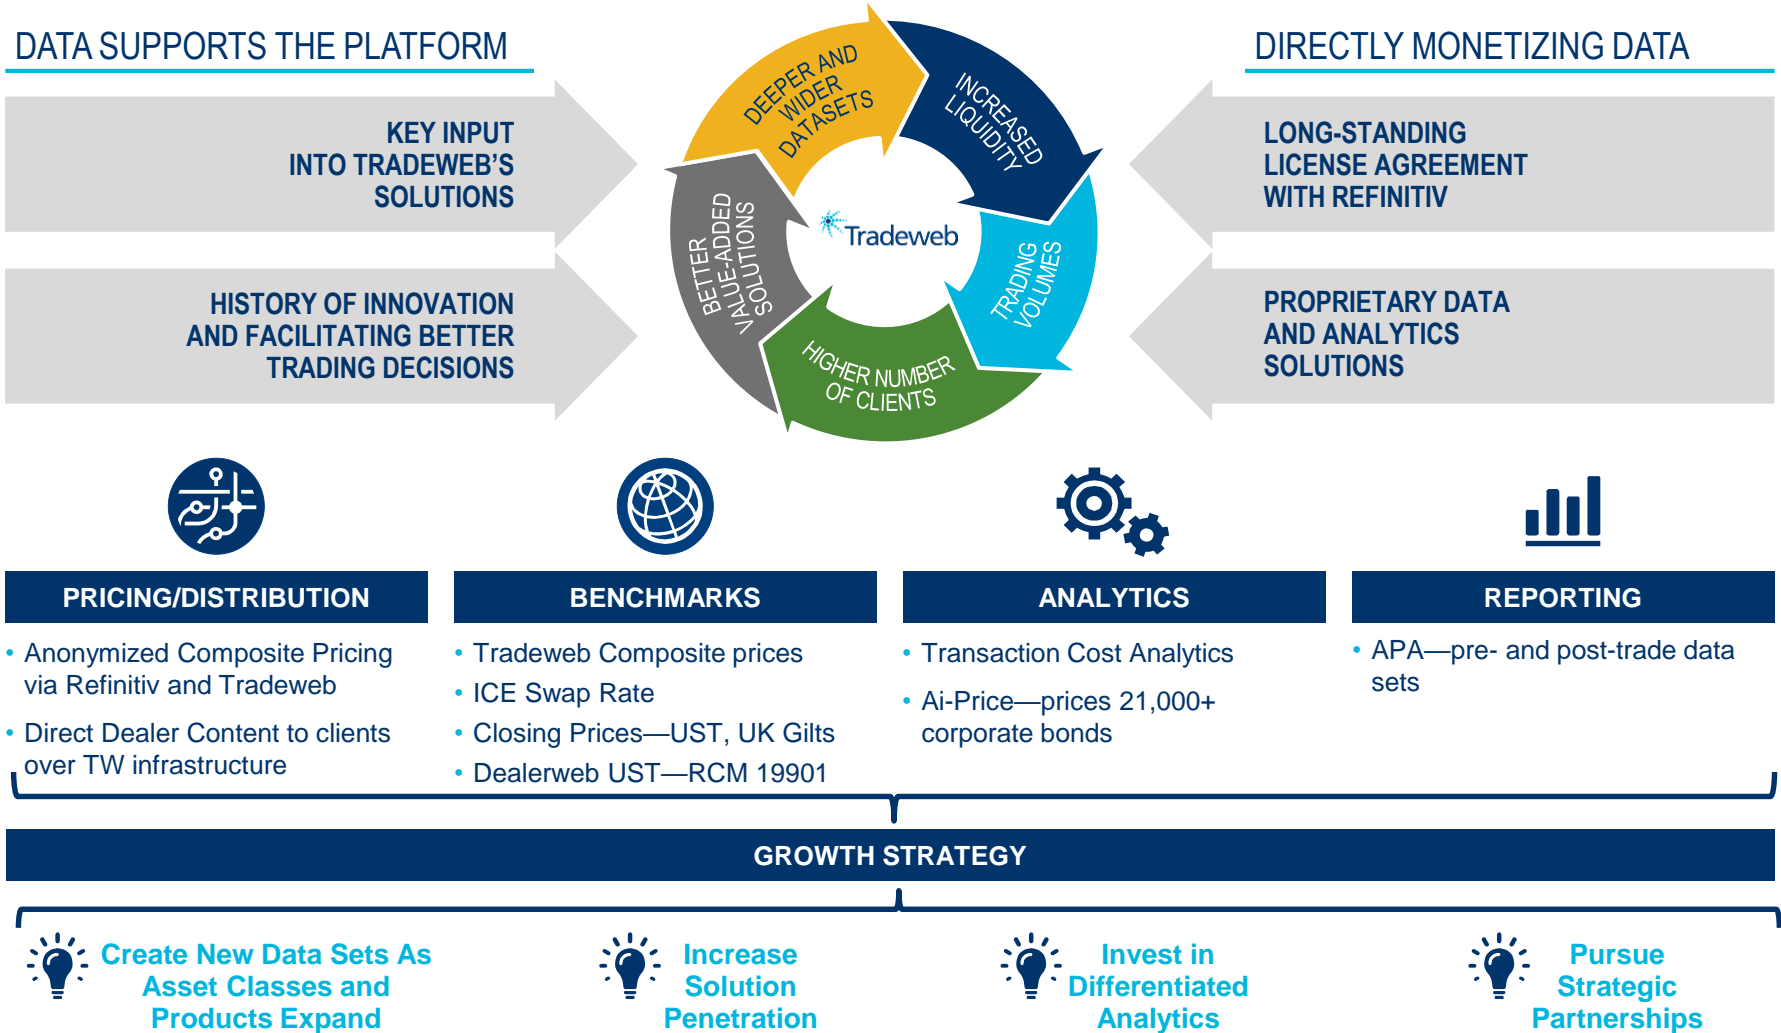 DATA SUPPORTS THE PLATFORM
KEY INPUT
INTO TRADEWEB'S
SOLUTIONS
HISTORY OF INNOVATION
AND FACILITATING BETTER
TRADING DECISIONS
DEEPER AND
WIDER
DATASETS
INCREASED
LIQUIDITY
TRADING
VOLUMES
HIGHER NUMBER
OF CLIENTS
BETTER
VALUE-ADDED
SOLUTIONS
Tradeweb
DIRECTLY MONETIZING DATA
LONG-STANDING
LICENSE AGREEMENT
WITH REFINITIV
PROPRIETARY DATA
AND ANALYTICS
SOLUTIONS
PRICING/DISTRIBUTION
• Anonymized Composite Pricing
via Refinitiv and Tradeweb
• Direct Dealer Content to clients
over TW infrastructure
BENCHMARKS
• Tradeweb Composite prices
• ICE Swap Rate
• Closing Prices—UST, UK Gilts
• Dealerweb UST—RCM 19901
ANALYTICS
• Transaction Cost Analytics
• Ai-Price—prices 21,000+
corporate bonds
REPORTING
• APA—pre- and post-trade data
sets
GROWTH STRATEGY
Create New Data Sets As
Asset Classes and
Products Expand
Increase
Solution
Penetration
Invest in
Differentiated
Analytics
Pursue
Strategic
Partnerships